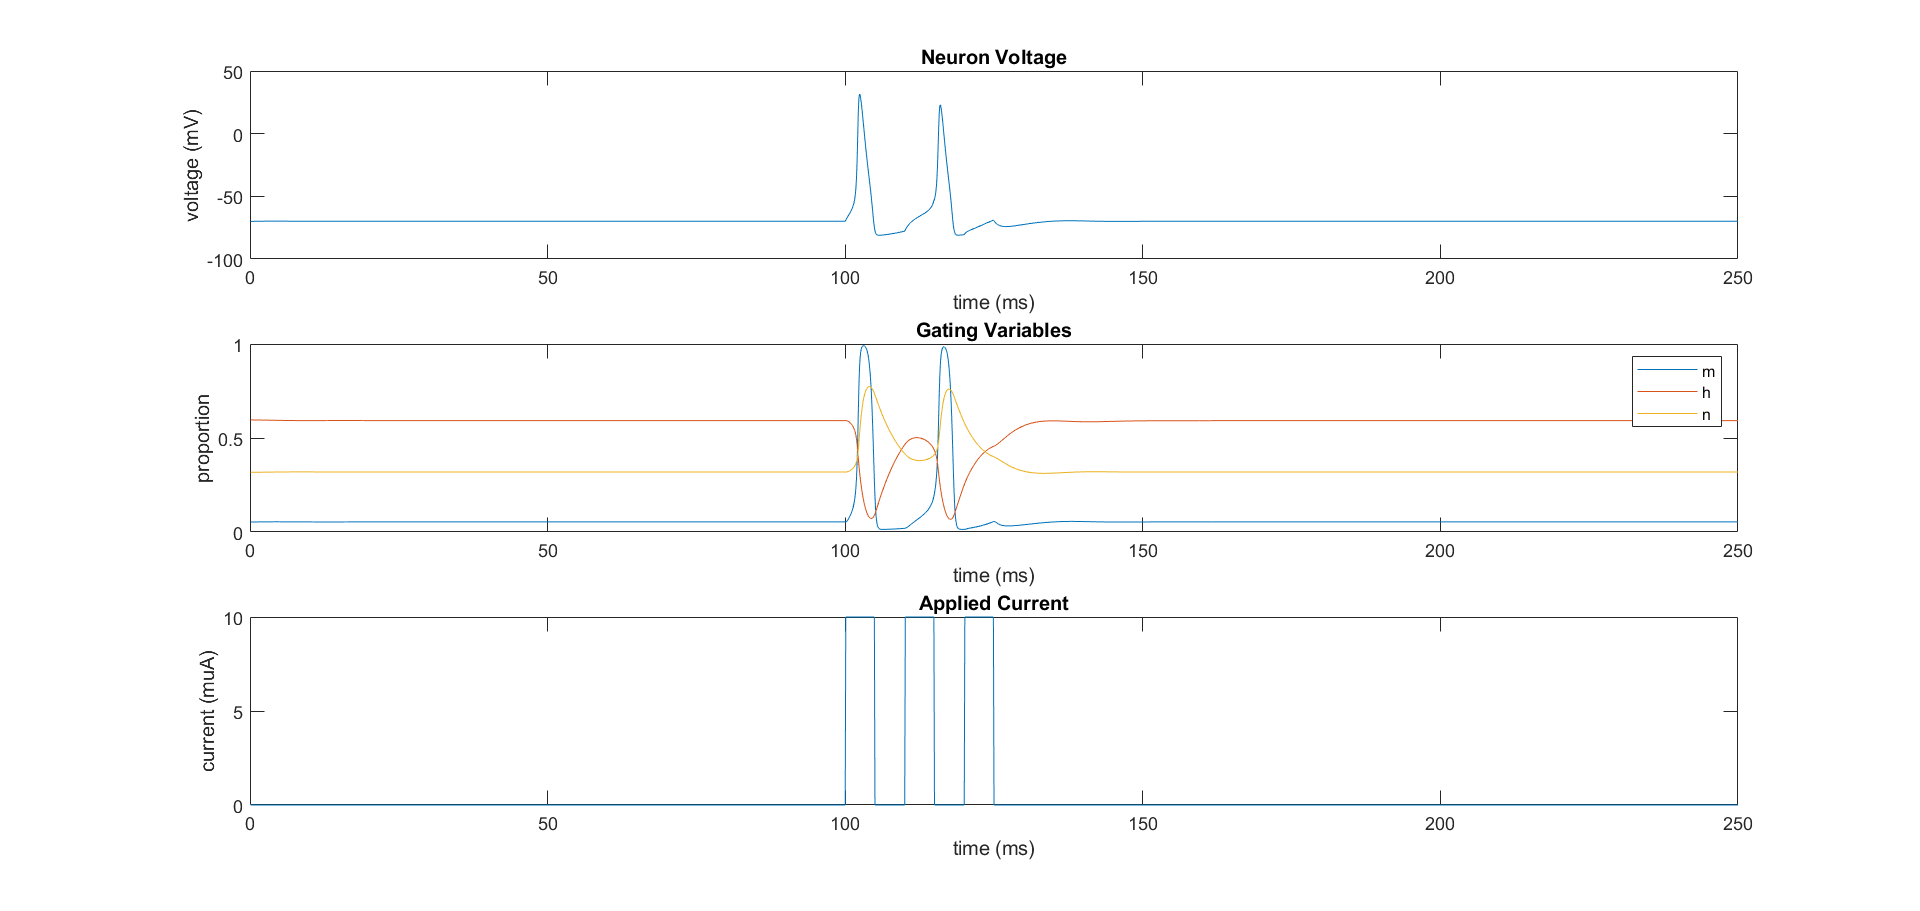 Neuron Voltage
voltage (mV)
50
0
-50
-100
0 50 100 150 200 250
time (ms)
Gating Variables
proportion
1
0.5
0
m
h
n
0 50 100 150 200 250
time (ms)
Applied Current
current (muA)
10
5
0
0 50 100 150 200 250
time (ms)